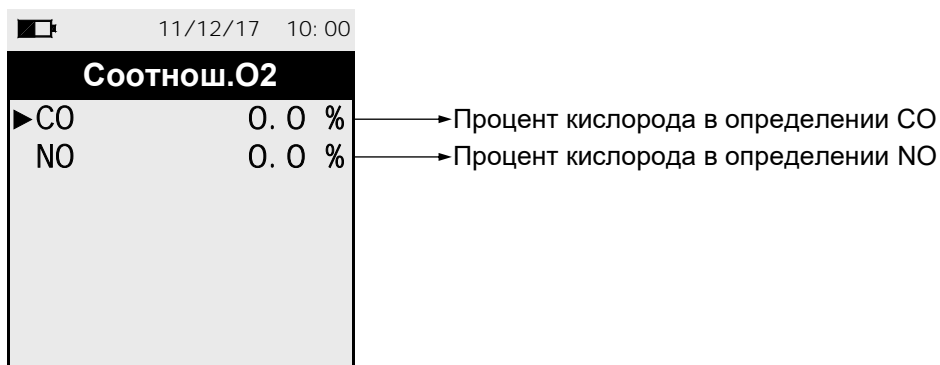 11/12/17 10:00
Соотнош.О2
►CO 0.0 %
Процент кислорода в определении CO
NO 0.0 %
Процент кислорода в определении NO